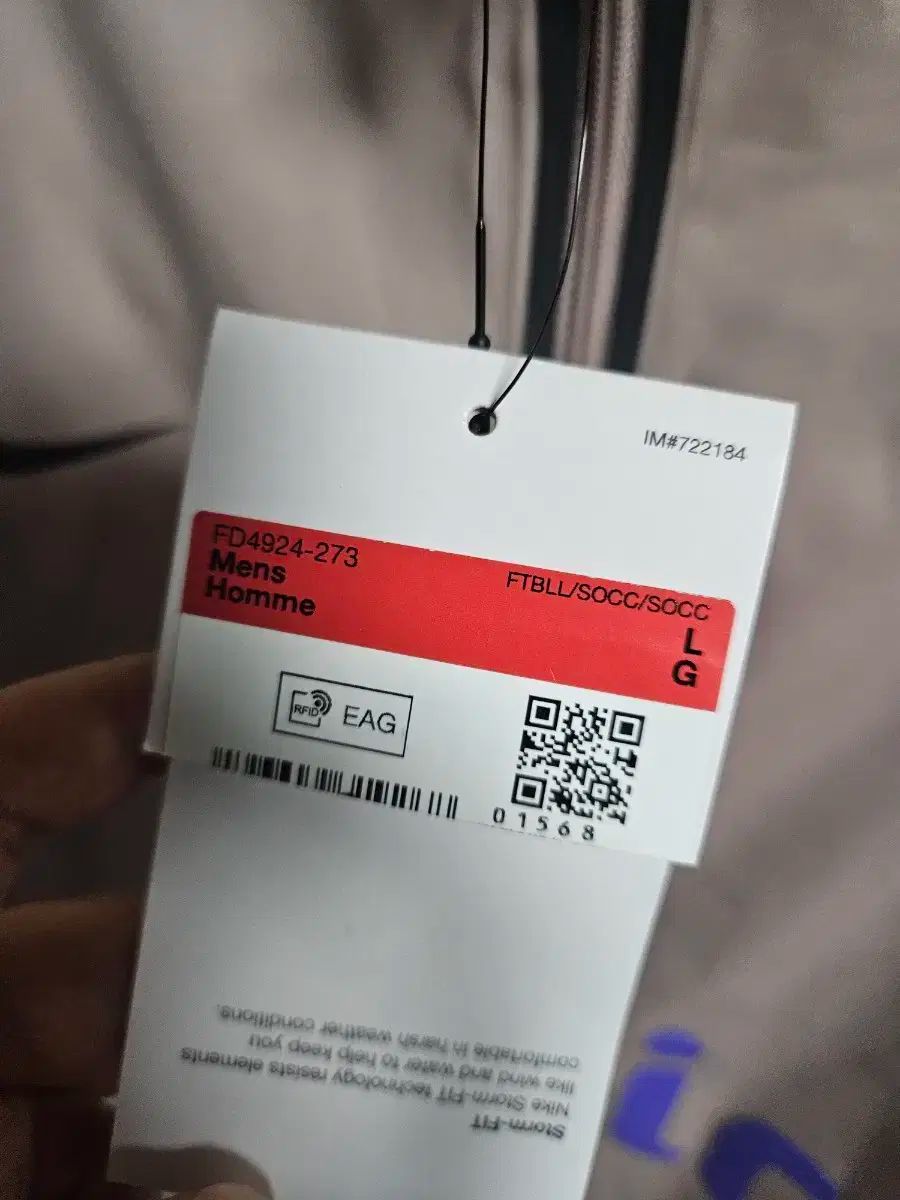 IM#722184
FD4924-273
Mens
Homme
FTBLL/SOCC/SOCC
L
G
RFID
EAG
01568
Storm-FIT
Nike Storm-FIT technology resists elements
like wind and water to help keep you
comfortable in harsh weather conditions.